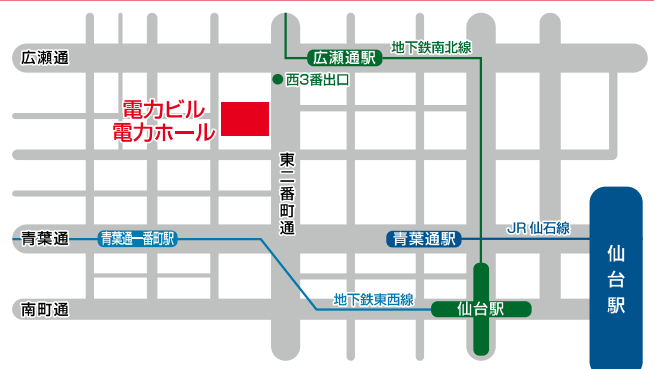 地下鉄南北線
広瀬通
広瀬通駅
西3番出口
電力ビル
電力ホール
東二番町通
JR仙石線
青葉通
青葉通一番町駅
青葉通駅
仙台駅
地下鉄東西線
南町通
仙台駅